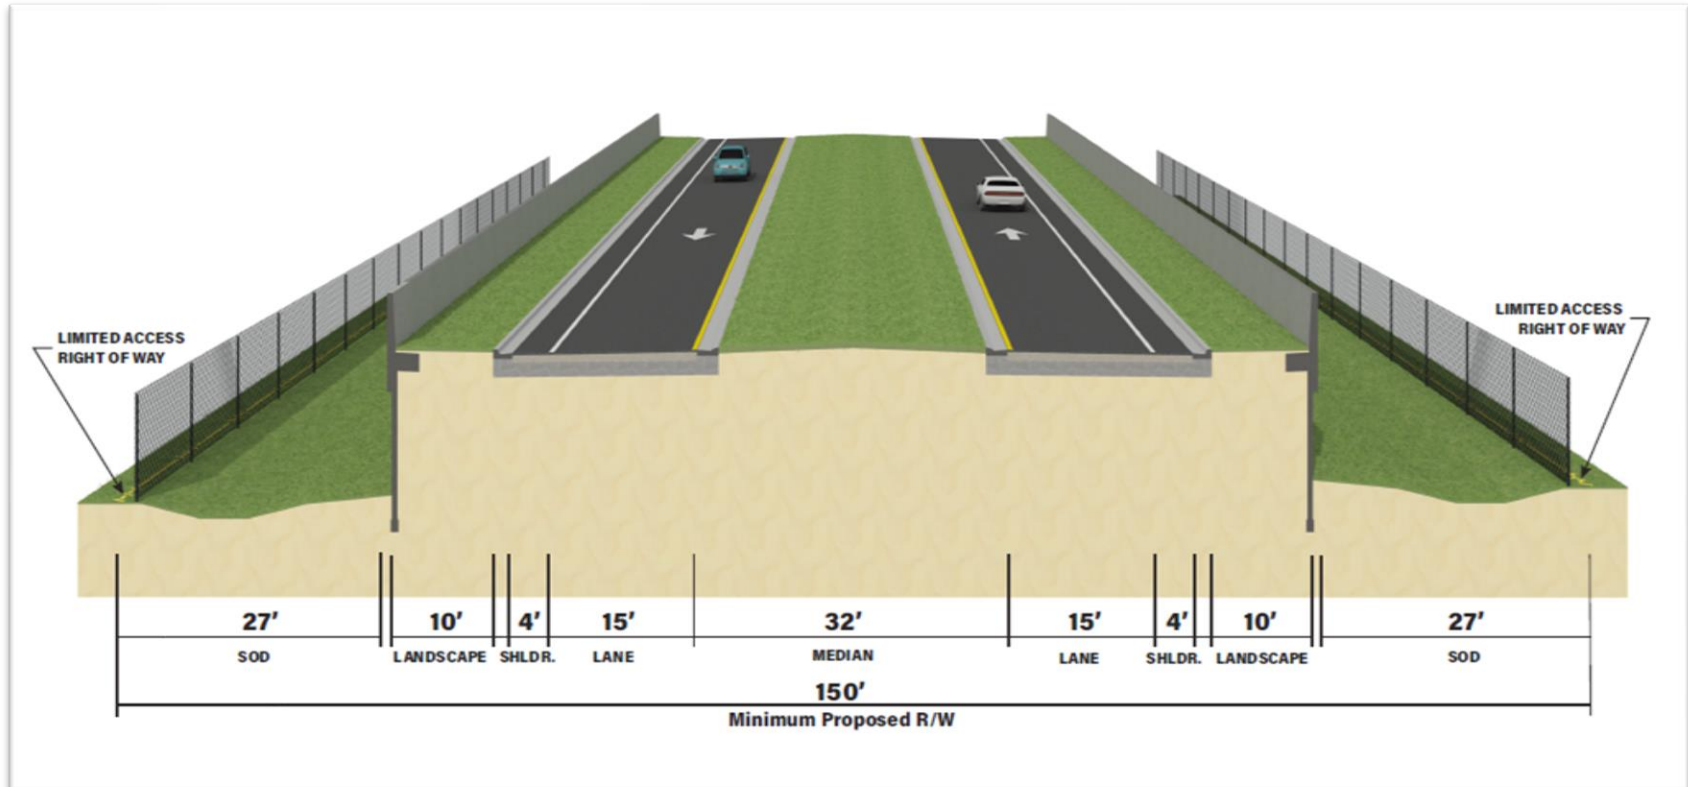 LIMITED ACCESS
RIGHT OF WAY
LIMITED ACCESS
RIGHT OF WAY
27′ 10′ 4′ 15′ 32′ 15′ 4′ 10′ 27′
SOD LANDSCAPE SHLDR. LANE MEDIAN LANE SHLDR. LANDSCAPE SOD
150′
Minimum Proposed R/W